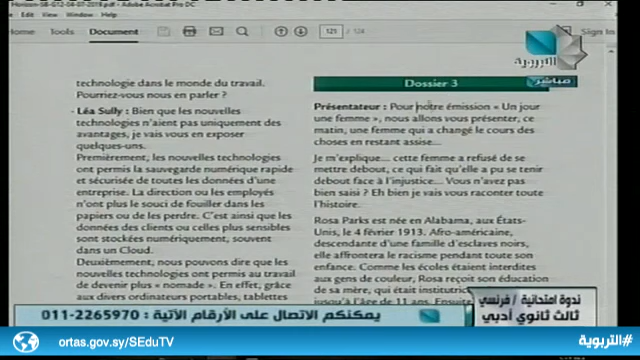 Horizon-SB-G12-04-07-2019.pdf - Adobe Acrobat Pro DC
Edit View Window Help
Home Tools Document
121 / 124
Sign In
التربوية
مباشر
technologie dans le monde du travail.
Pourriez-vous nous en parler ?
- Léa Sully : Bien que les nouvelles
technologies n'aient pas uniquement des
avantages, je vais vous en exposer
quelques-uns.
Premièrement, les nouvelles technologies
ont permis la sauvegarde numérique rapide
et sécurisée de toutes les données d'une
entreprise. La direction ou les employés
n'ont plus le souci de fouiller dans les
papiers ou de les perdre. C'est ainsi que les
données des clients ou celles plus sensibles
sont stockées numériquement, souvent
dans un Cloud.
Deuxièmement, nous pouvons dire que les
nouvelles technologies ont permis au travail
de devenir plus « nomade ». En effet, grâce
aux divers ordinateurs portables, tablettes
Dossier 3
Présentateur : Pour notre émission « Un jour
une femme », nous allons vous présenter, ce
matin, une femme qui a changé le cours des
choses en restant assise...
Je m'explique... cette femme a refusé de se
mettre debout, ce qui fait qu'elle a pu se tenir
debout face à l'injustice.... Vous n'avez pas
bien saisi ? Eh bien je vais vous raconter toute
l'histoire.
Rosa Parks est née en Alabama, aux États-
Unis, le 4 février 1913. Afro-américaine,
descendante d'une famille d'esclaves noirs,
elle affrontera le racisme pendant toute son
enfance. Comme les écoles étaient interdites
aux gens de couleur, Rosa reçoit son éducation
de sa mère, qui était institutrice
jusqu'à l'âge de 11 ans. Ensuite
ندوة امتحانية / فرنسي
ثالث ثانوي أدبي
يمكنكم الاتصال على الأرقام الآتية : 2265970-011
ortas.gov.sy/SEduTV
#التربوية